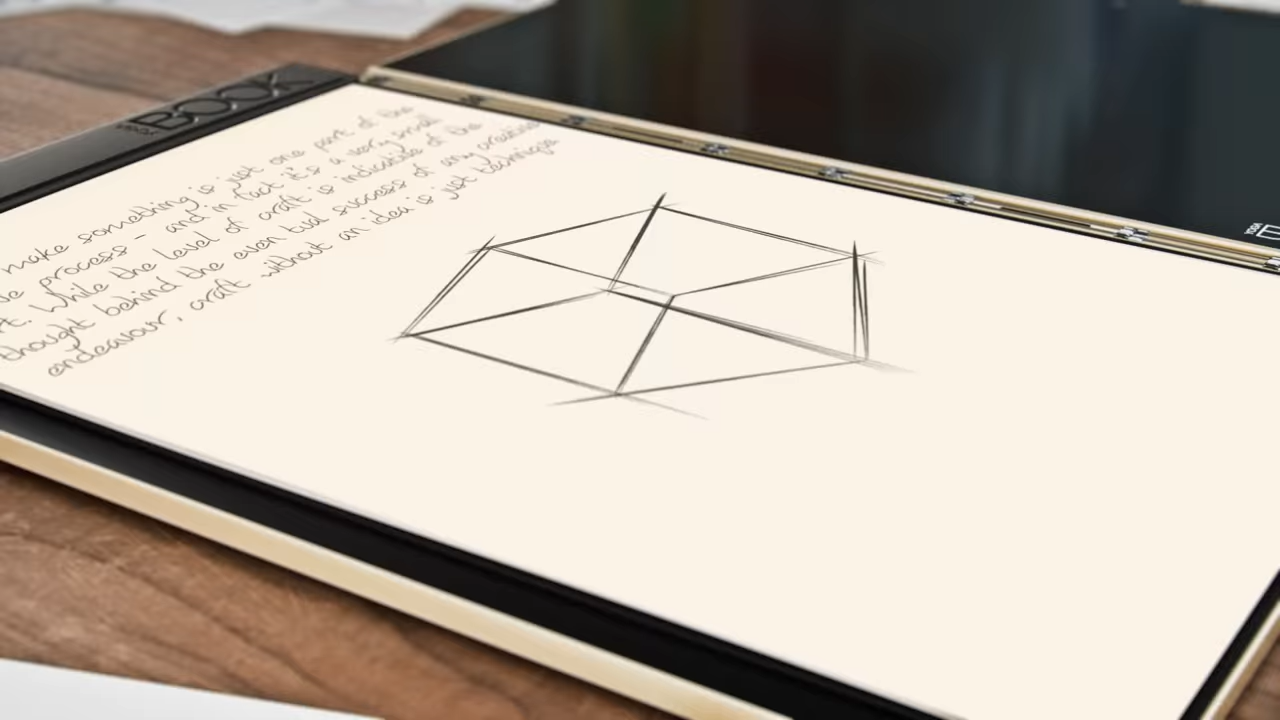 BOOK
make something is just one part of the
process - and in fact it's a very small
. While the level of craft is indicative of the
thought behind the even tual success of any creative
endeavour, craft without an idea is just technique
YOGA